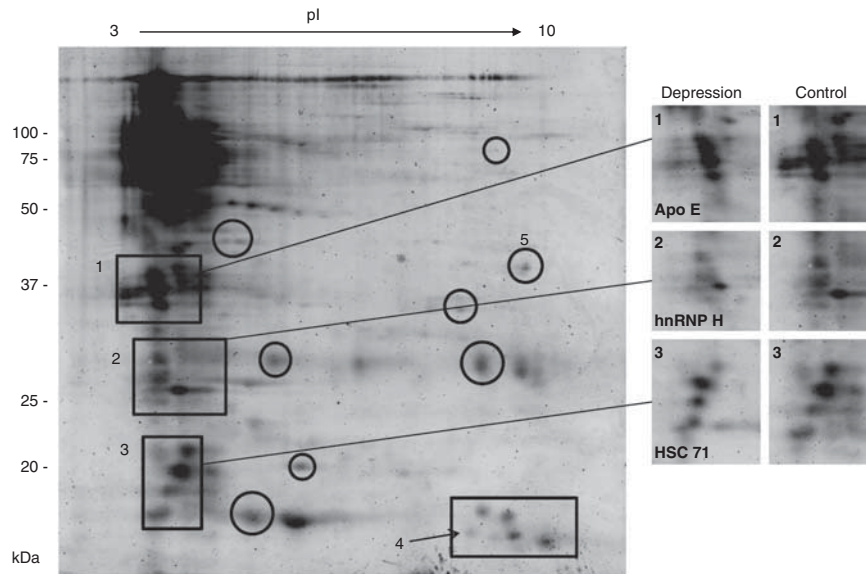 pI
3 10
Depression Control
100 -
75 -
50 -
37 -
25 -
20 -
kDa
1
2
3
4
5
1 1
Apo E
2 2
hnRNP H
3 3
HSC 71